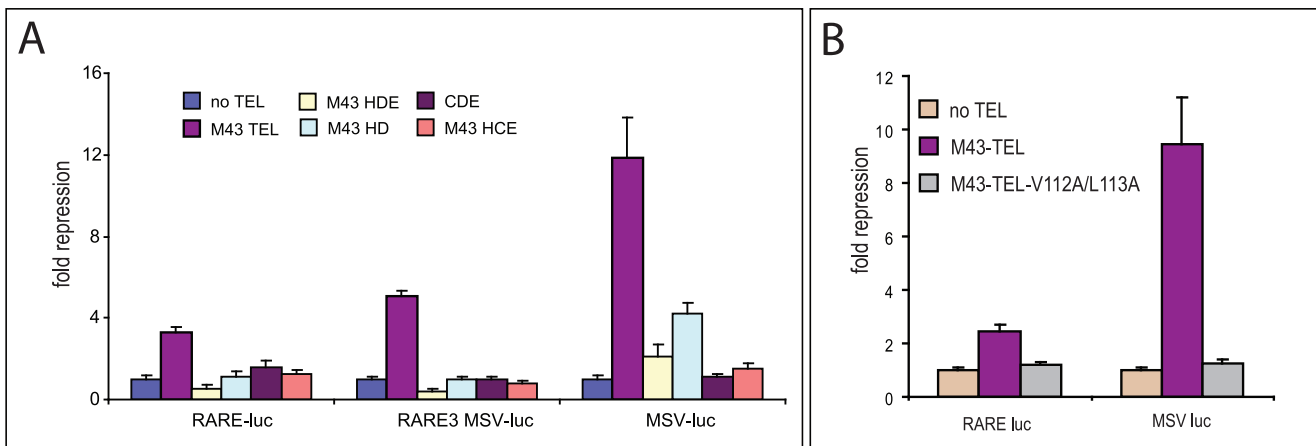 A
16
12
8
4
0
fold repression
no TEL
M43 HDE
CDE
M43 TEL
M43 HD
M43 HCE
RARE-luc
RARE3 MSV-luc
MSV-luc
B
12
10
8
6
4
2
0
fold repression
no TEL
M43-TEL
M43-TEL-V112A/L113A
RARE luc
MSV luc